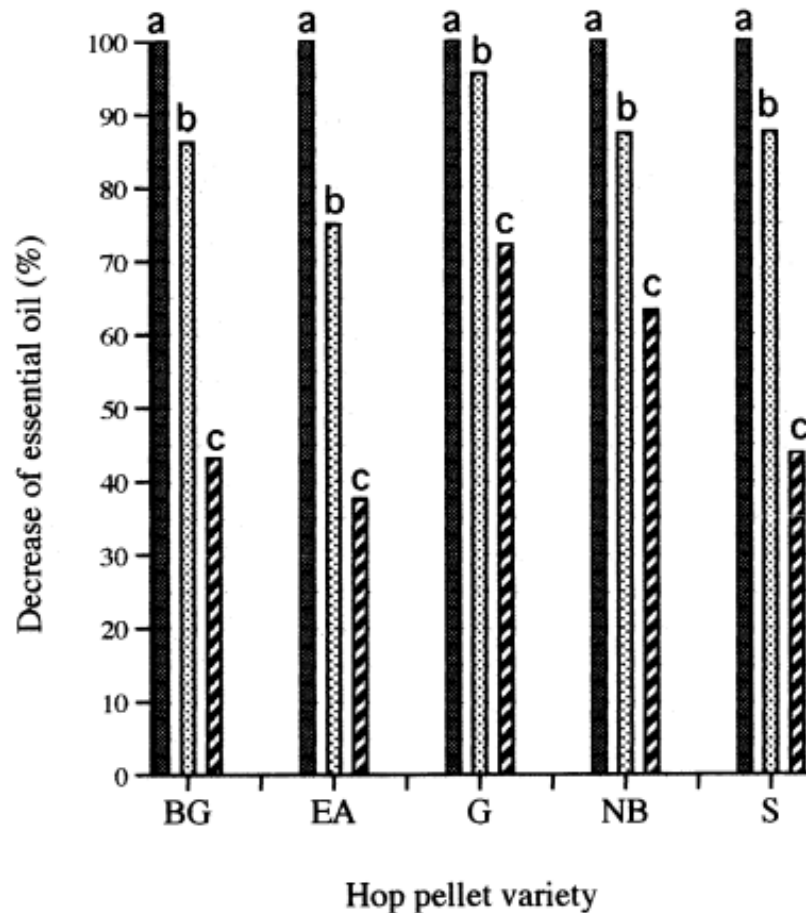 a a a a a
100
b b b b
b
90
80
c
70
c
60
50
c c
c
40
30
20
10
0
Decrease of essential oil (%)
BG EA G NB S
Hop pellet variety